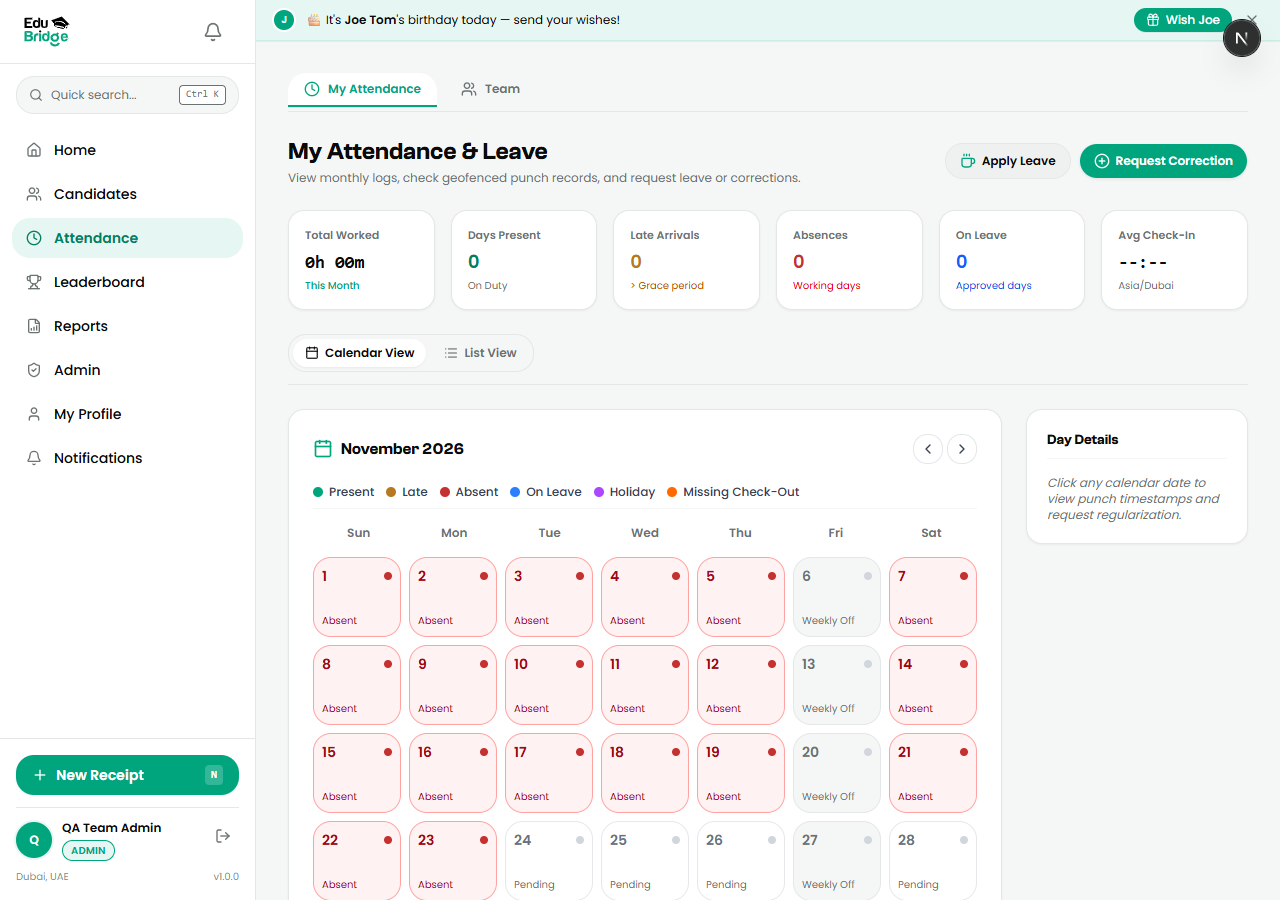 Edu
Bridge
Quick search...
Ctrl K
Home
Candidates
Attendance
Leaderboard
Reports
Admin
My Profile
Notifications
New Receipt
N
Q
QA Team Admin
ADMIN
Dubai, UAE
v1.0.0
J
It's Joe Tom's birthday today — send your wishes!
Wish Joe
N
My Attendance
Team
My Attendance & Leave
View monthly logs, check geofenced punch records, and request leave or corrections.
Apply Leave
Request Correction
Total Worked
0h 00m
This Month
Days Present
0
On Duty
Late Arrivals
0
> Grace period
Absences
0
Working days
On Leave
0
Approved days
Avg Check-In
--:--
Asia/Dubai
Calendar View
List View
November 2026
Present Late Absent On Leave Holiday Missing Check-Out
Sun Mon Tue Wed Thu Fri Sat
1 2 3 4 5 6 7
Absent Absent Absent Absent Absent Weekly Off Absent
8 9 10 11 12 13 14
Absent Absent Absent Absent Absent Weekly Off Absent
15 16 17 18 19 20 21
Absent Absent Absent Absent Absent Weekly Off Absent
22 23 24 25 26 27 28
Absent Absent Pending Pending Pending Weekly Off Pending
Day Details
Click any calendar date to
view punch timestamps and
request regularization.